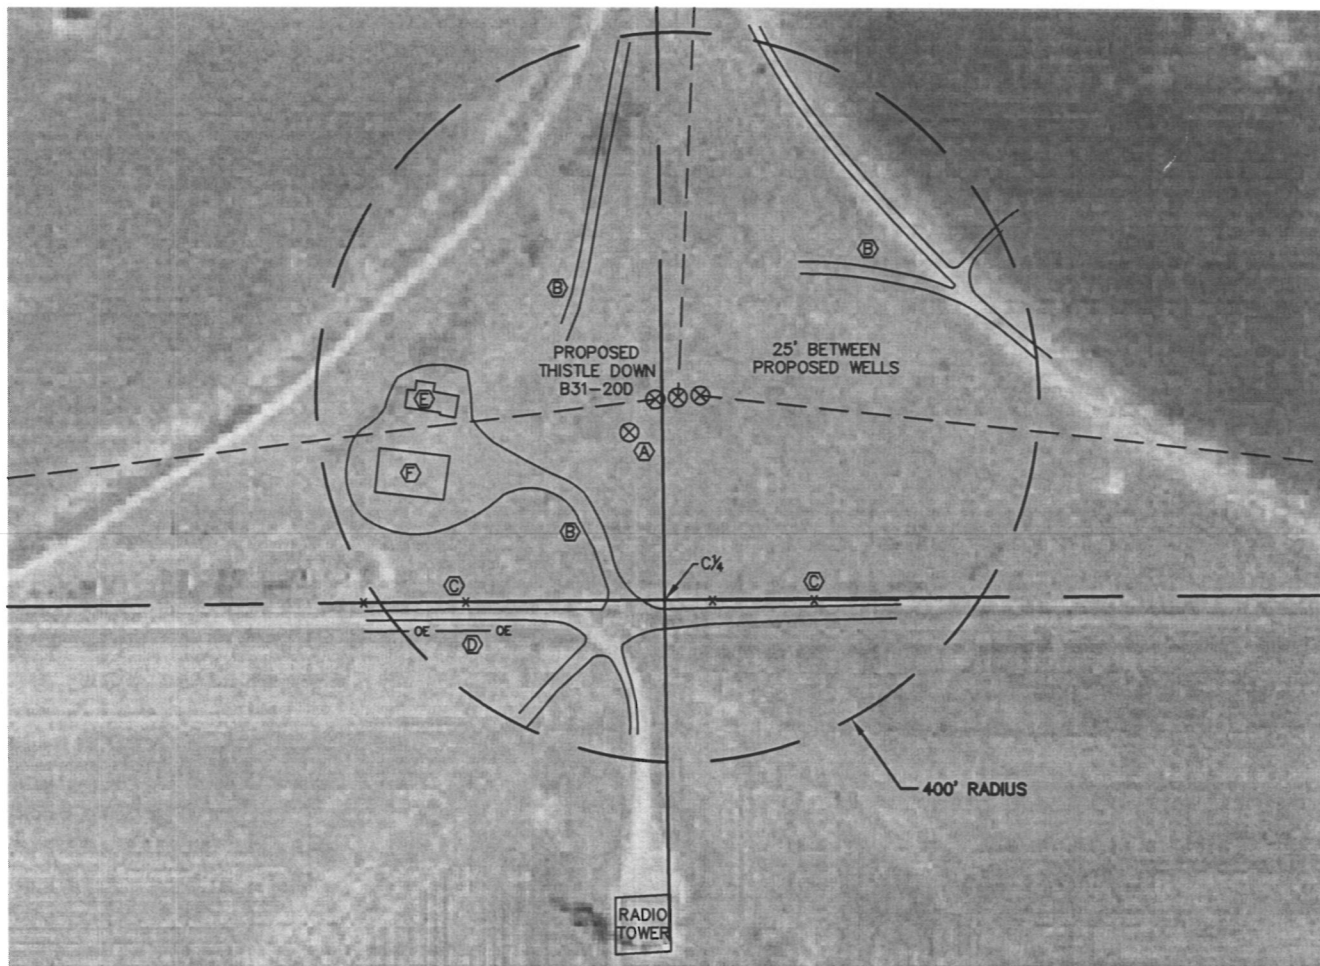 B
B
PROPOSED
THISTLE DOWN
B31-20D
25' BETWEEN
PROPOSED WELLS
E
A
F
B
C¼
C
C
OE
OE
D
400' RADIUS
RADIO
TOWER